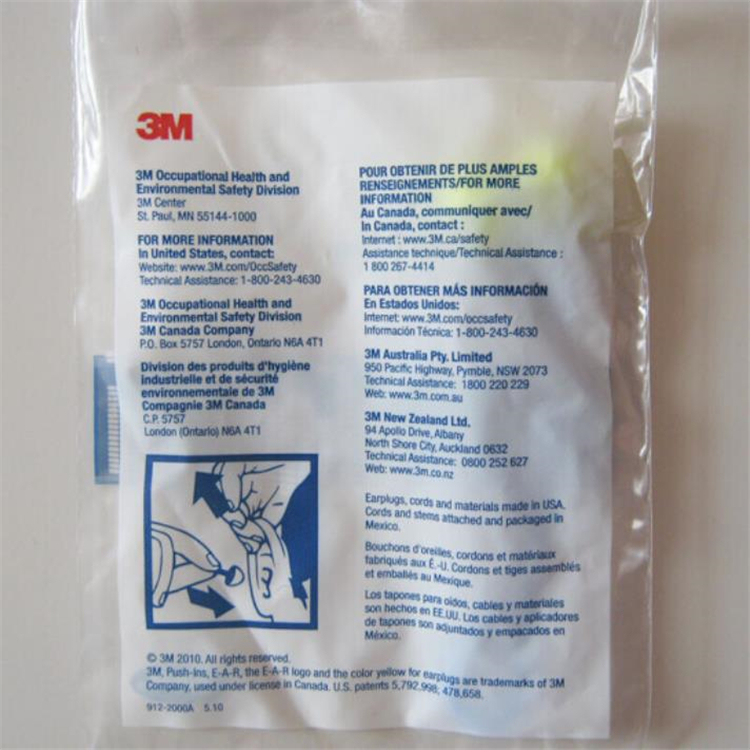 3M
3M Occupational Health and
Environmental Safety Division
3M Center
St. Paul, MN 55144-1000
FOR MORE INFORMATION
In United States, contact:
Website: www.3M.com/OccSafety
Technical Assistance: 1-800-243-4630
3M Occupational Health and
Environmental Safety Division
3M Canada Company
P.O. Box 5757 London, Ontario N6A 4T1
Division des produits d'hygiène
industrielle et de sécurité
environnementale de 3M
Compagnie 3M Canada
C.P. 5757
London (Ontario) N6A 4T1
POUR OBTENIR DE PLUS AMPLES
RENSEIGNEMENTS/FOR MORE
INFORMATION
Au Canada, communiquer avec/
In Canada, contact :
Internet : www.3M.ca/safety
Assistance technique/Technical Assistance :
1 800 267-4414
PARA OBTENER MÁS INFORMACIÓN
En Estados Unidos:
Internet: www.3M.com/occsafety
Información Técnica: 1-800-243-4630
3M Australia Pty. Limited
950 Pacific Highway, Pymble, NSW 2073
Technical Assistance: 1800 220 229
Web: www.3m.com.au
3M New Zealand Ltd.
94 Apollo Drive, Albany
North Shore City, Auckland 0632
Technical Assistance: 0800 252 627
Web: www.3m.co.nz
Earplugs, cords and materials made in USA.
Cords and stems attached and packaged in
Mexico.
Bouchons d'oreilles, cordons et matériaux
fabriqués aux É.-U. Cordons et tiges assemblés
et emballés au Mexique.
Los tapones para oidos, cables y materiales
son hechos en EE.UU. Los cables y aplicadores
de tapones son adjuntados y empacados en
México.
© 3M 2010. All rights reserved.
3M, Push-Ins, E-A-R, the E-A-R logo and the color yellow for earplugs are trademarks of 3M
Company, used under license in Canada. U.S. patents 5,792,998; 478,658.
912-2000A 5.10